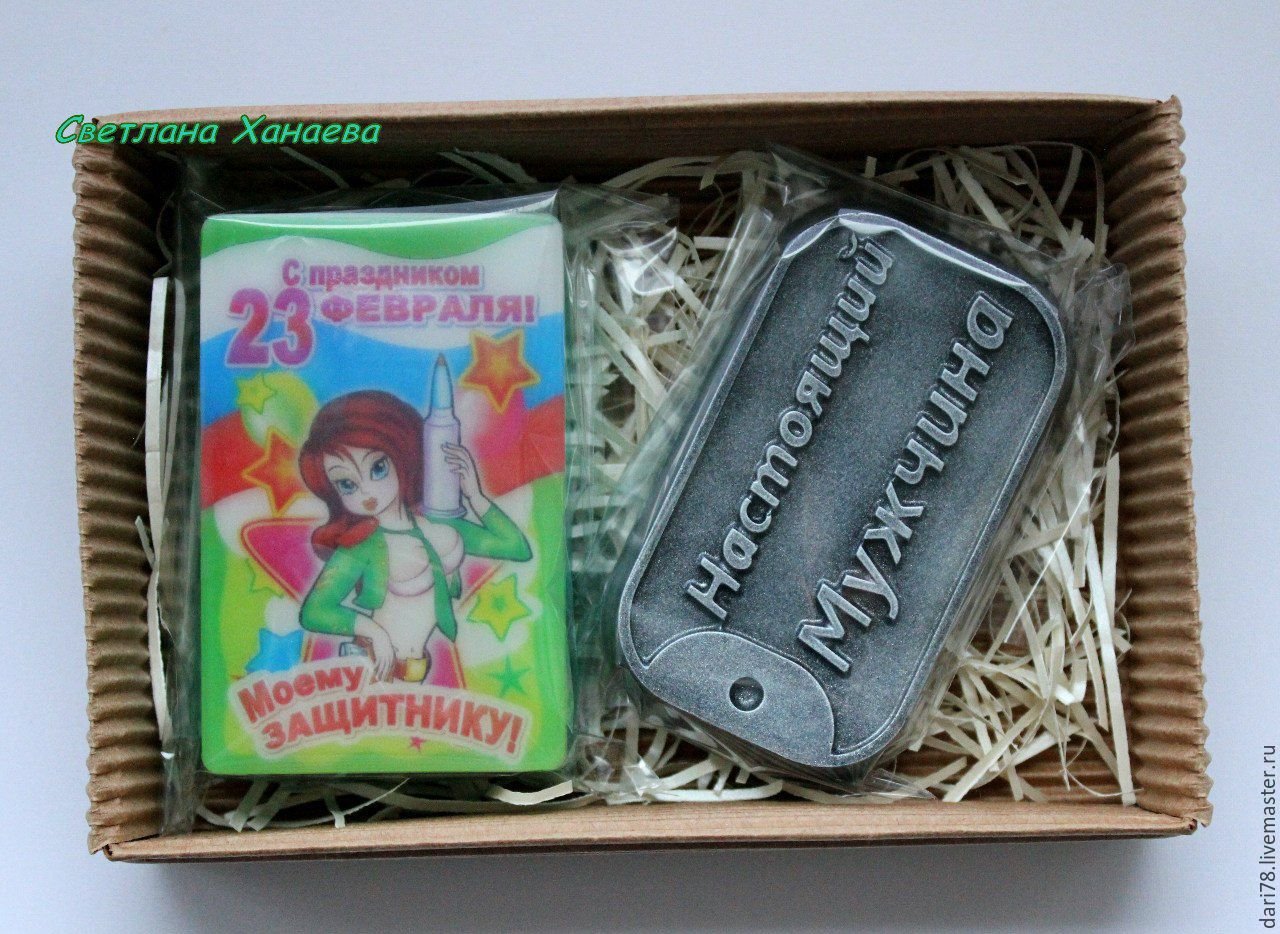 Светлана Ханаева
С праздником
23 ФЕВРАЛЯ!
Моему
ЗАЩИТНИКУ!
Настоящий
Мужчина
dari78.livemaster.ru